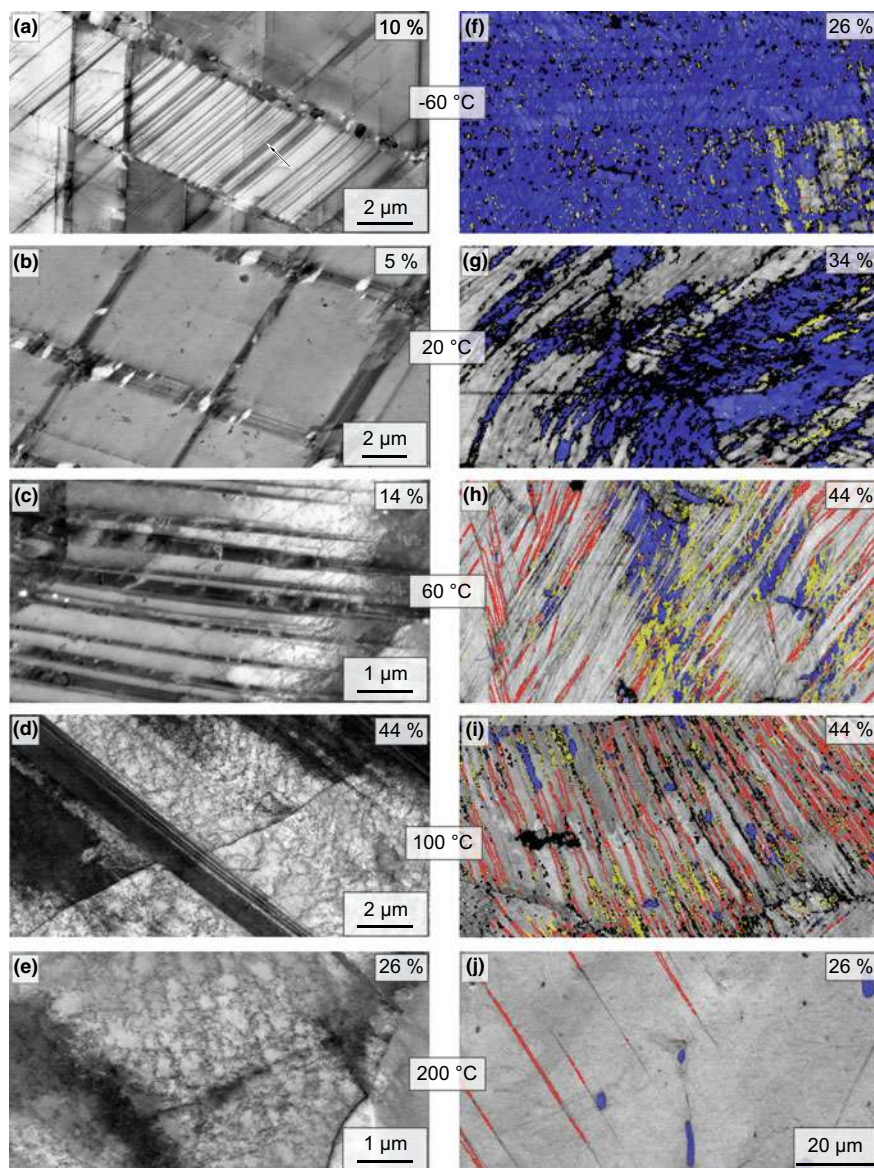 (a)
10 %
(f)
26 %
-60 °C
2 µm
(b)
5 %
(g)
34 %
20 °C
2 µm
(c)
14 %
(h)
44 %
60 °C
1 µm
(d)
44 %
(i)
44 %
100 °C
2 µm
(e)
26 %
(j)
26 %
200 °C
1 µm
20 µm